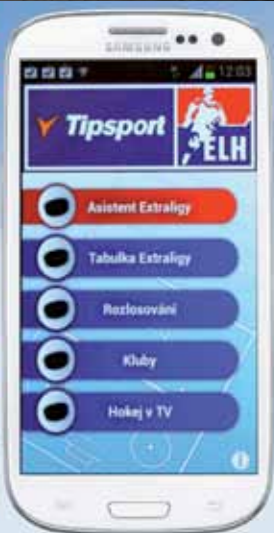 SAMSUNG
12:03
Tipsport
ELH
Asistent Extraligy
Tabulka Extraligy
Rozlosování
Kluby
Hokej v TV
i